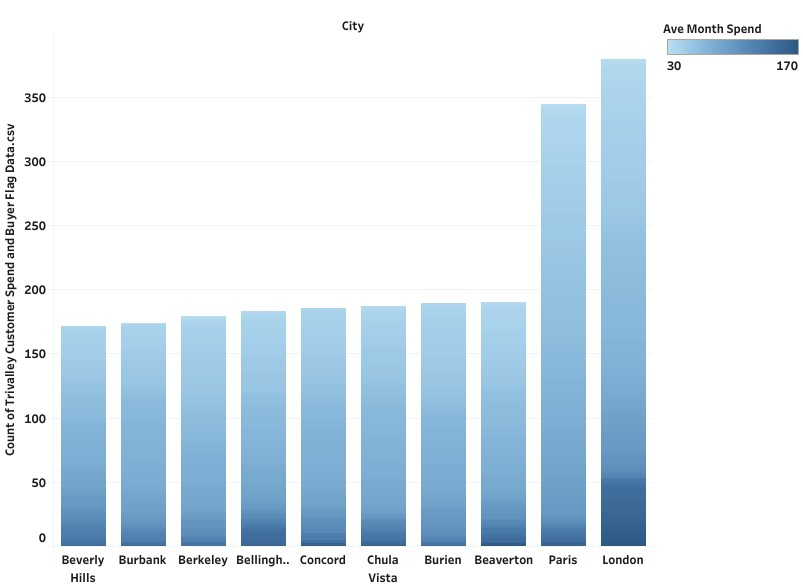 City
Ave Month Spend
30 170
Count of Trivalley Customer Spend and Buyer Flag Data.csv
350
300
250
200
150
100
50
0
Beverly Hills
Burbank
Berkeley
Bellingh..
Concord
Chula Vista
Burien
Beaverton
Paris
London